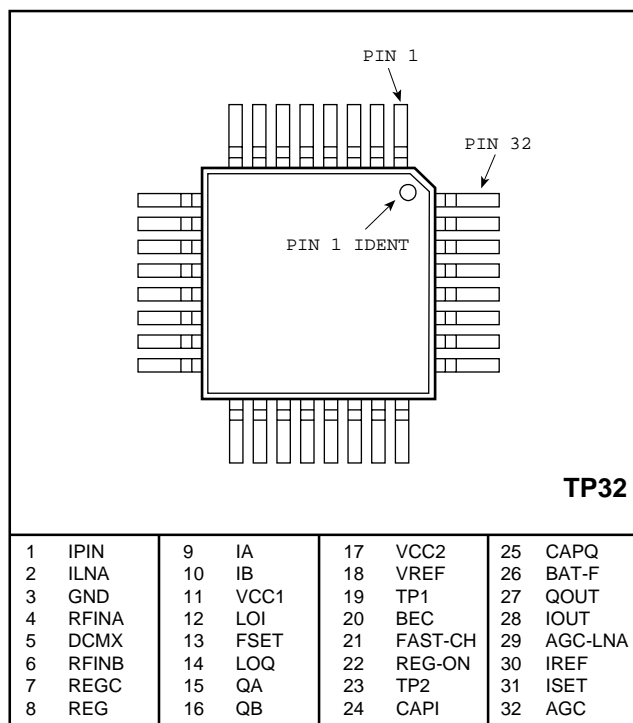 PIN 1
PIN 32
PIN 1 IDENT
TP32
1 IPIN 9 IA 17 VCC2 25 CAPQ
2 ILNA 10 IB 18 VREF 26 BAT-F
3 GND 11 VCC1 19 TP1 27 QOUT
4 RFINA 12 LOI 20 BEC 28 IOUT
5 DCMX 13 FSET 21 FAST-CH 29 AGC-LNA
6 RFINB 14 LOQ 22 REG-ON 30 IREF
7 REGC 15 QA 23 TP2 31 ISET
8 REG 16 QB 24 CAPI 32 AGC